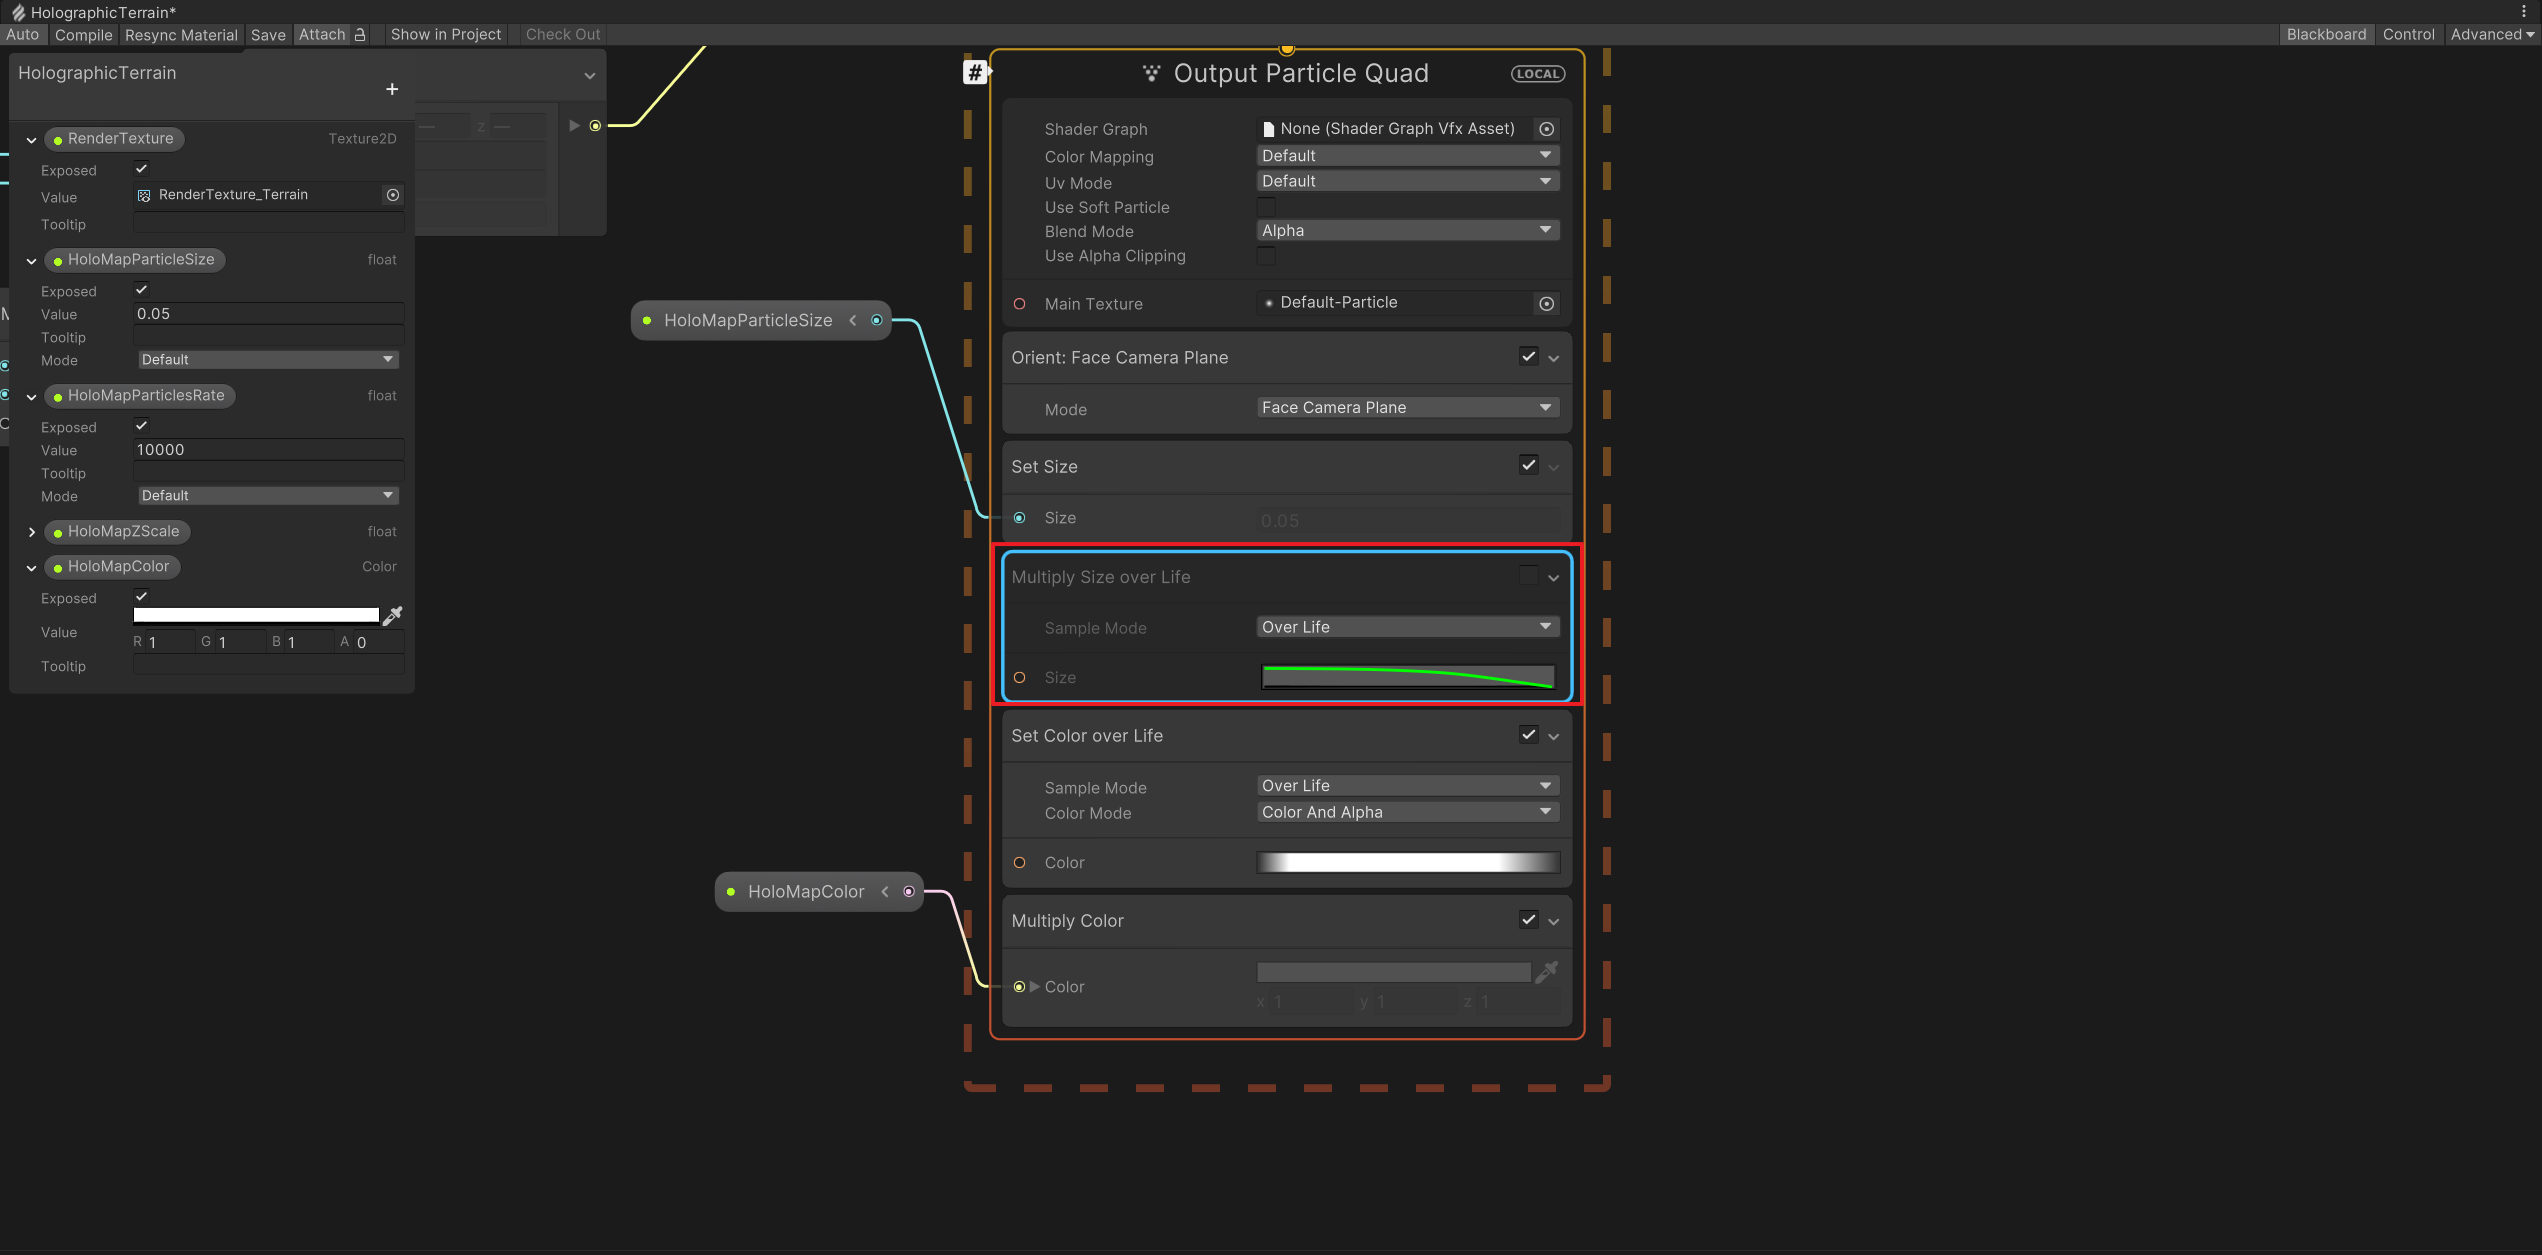 HolographicTerrain*
Auto Compile Resync Material Save Attach Show in Project Check Out Blackboard Control Advanced
HolographicTerrain
+
RenderTexture Texture2D
Exposed
Value RenderTexture_Terrain
Tooltip
HoloMapParticleSize float
Exposed
Value 0.05
Tooltip
Mode Default
HoloMapParticlesRate float
Exposed
Value 10000
Tooltip
Mode Default
HoloMapZScale float
HoloMapColor Color
Exposed
Value
R 1 G 1 B 1 A 0
Tooltip
z —
HoloMapParticleSize
HoloMapColor
#
Output Particle Quad LOCAL
Shader Graph None (Shader Graph Vfx Asset)
Color Mapping Default
Uv Mode Default
Use Soft Particle
Blend Mode Alpha
Use Alpha Clipping
Main Texture Default-Particle
Orient: Face Camera Plane
Mode Face Camera Plane
Set Size
Size 0.05
Multiply Size over Life
Sample Mode Over Life
Size
Set Color over Life
Sample Mode Over Life
Color Mode Color And Alpha
Color
Multiply Color
Color
x 1 y 1 z 1